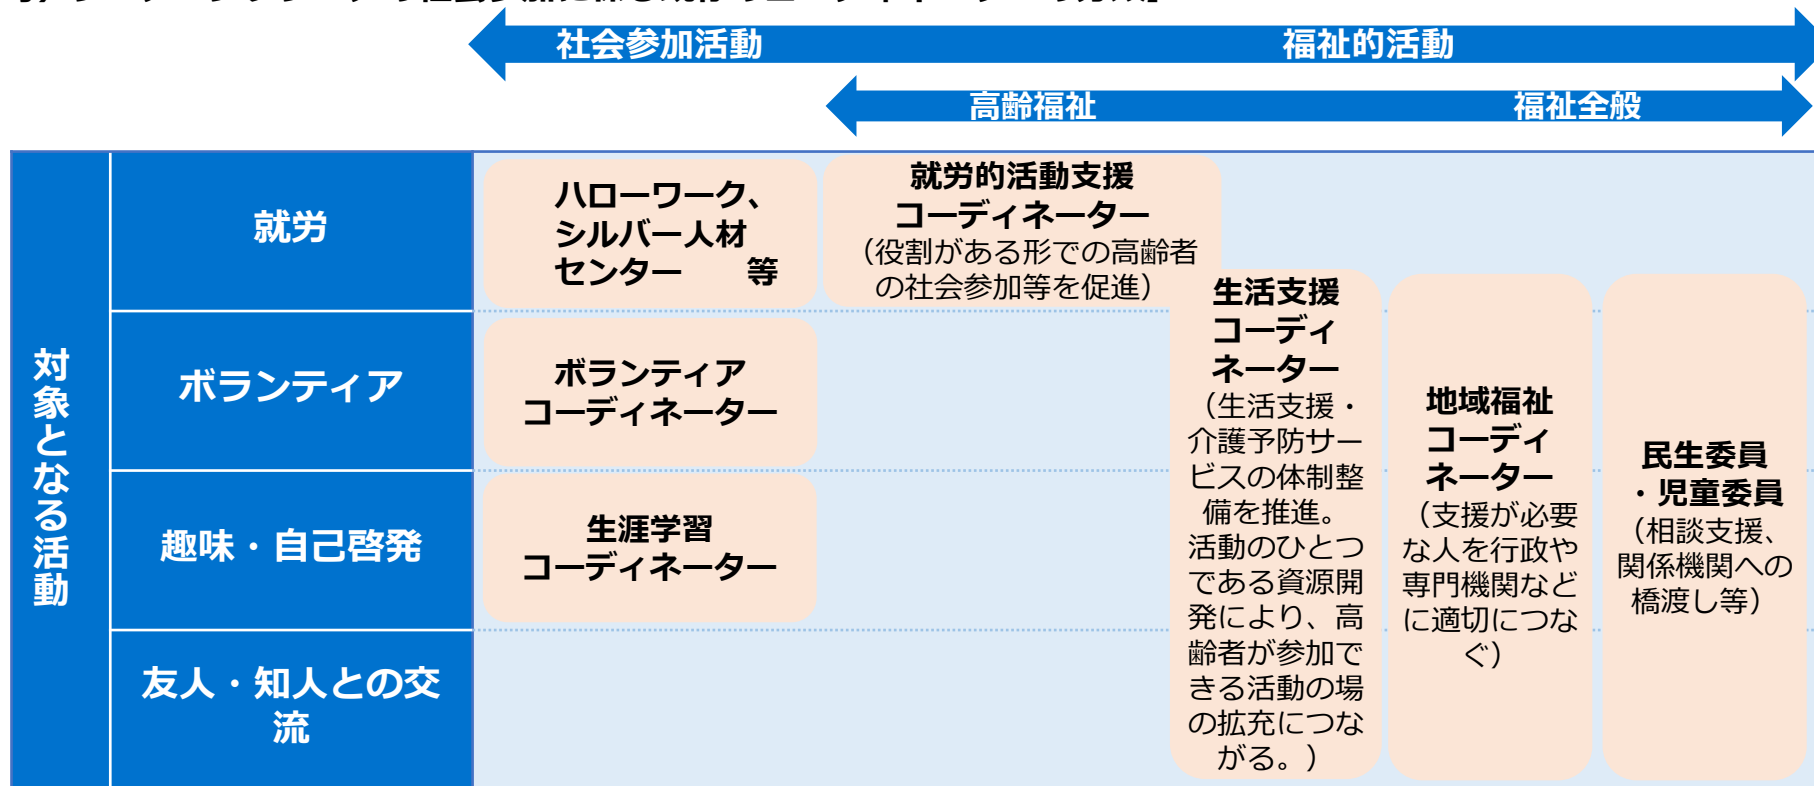 社会参加活動
福祉的活動
高齢福祉
福祉全般
対象となる活動
就労
ハローワーク、
シルバー人材
センター　　等
就労的活動支援
コーディネーター
（役割がある形での高齢者
の社会参加等を促進）
ボランティア
ボランティア
コーディネーター
趣味・自己啓発
生涯学習
コーディネーター
友人・知人との交
流
生活支援
コーディ
ネーター
（生活支援・
介護予防サー
ビスの体制整
備を推進。
活動のひとつ
である資源開
発により、高
齢者が参加で
きる活動の場
の拡充につな
がる。）
地域福祉
コーディ
ネーター
（支援が必要
な人を行政や
専門機関など
に適切につな
ぐ）
民生委員
・児童委員
（相談支援、
関係機関への
橋渡し等）